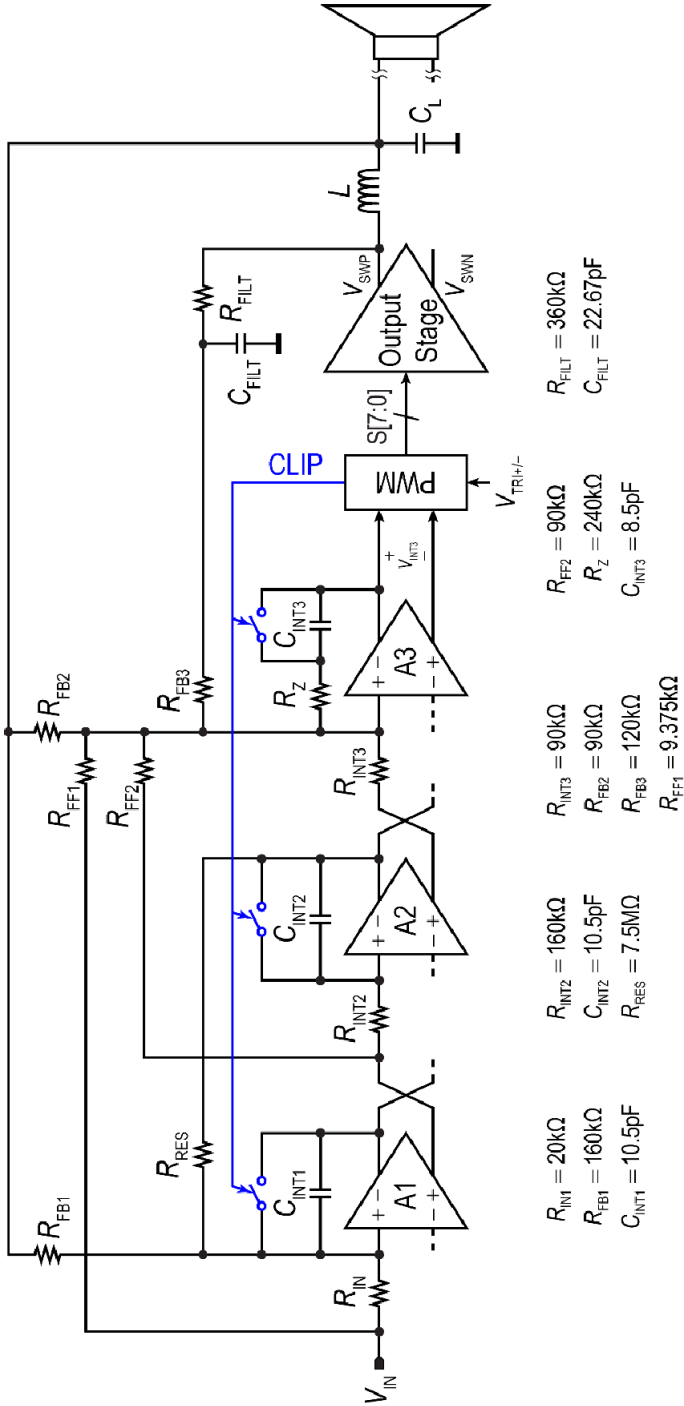 R_FB1
R_FF1
R_FB2
R_RES
R_FF2
R_FB3
R_FILT
C_FILT
CLIP
C_INT1
C_INT2
C_INT3
R_Z
V_IN
R_IN
A1
R_INT2
A2
R_INT3
A3
+
V_INT3
−
PWM
V_TRI+/−
S[7:0]
Output
Stage
V_SWP
V_SWN
L
C_L
R_IN1 = 20kΩ
R_FB1 = 160kΩ
C_INT1 = 10.5pF
R_INT2 = 160kΩ
C_INT2 = 10.5pF
R_RES = 7.5MΩ
R_INT3 = 90kΩ
R_FB2 = 90kΩ
R_FB3 = 120kΩ
R_FF1 = 9.375kΩ
R_FF2 = 90kΩ
R_Z = 240kΩ
C_INT3 = 8.5pF
R_FILT = 360kΩ
C_FILT = 22.67pF